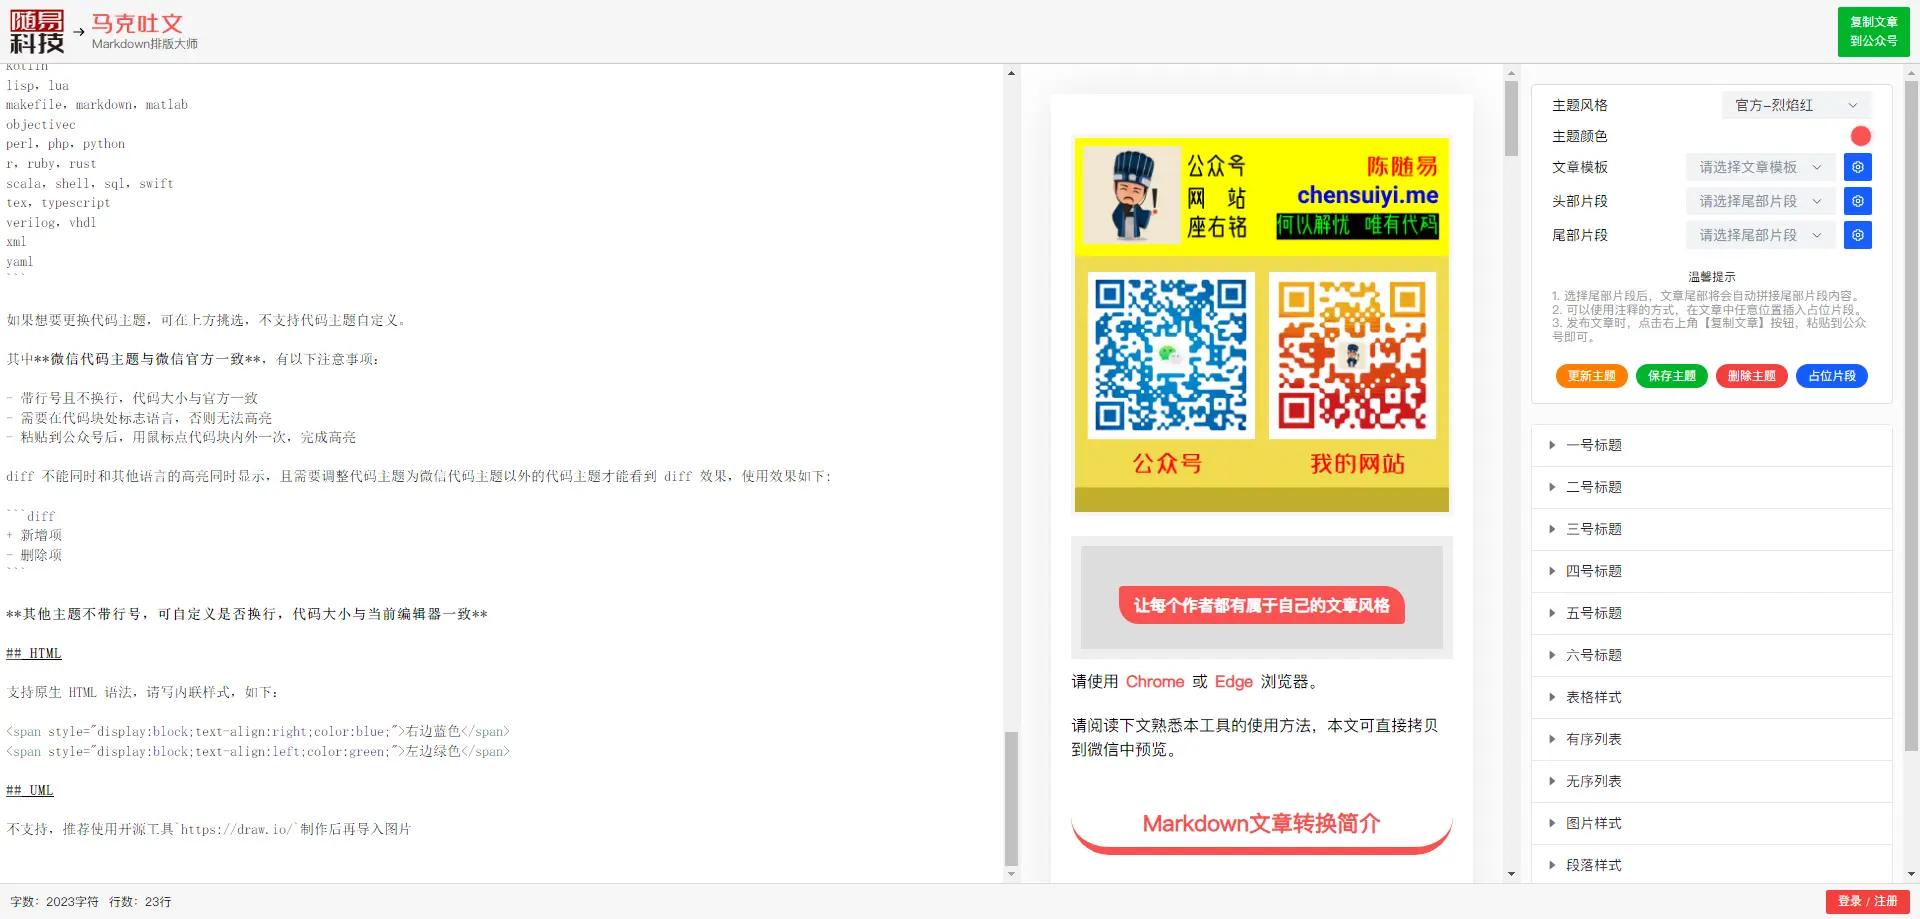 随易
科技
→
马克吐文
Markdown排版大师
复制文章
到公众号
kotlin
lisp, lua
makefile, markdown, matlab
objectivec
perl, php, python
r, ruby, rust
scala, shell, sql, swift
tex, typescript
verilog, vhdl
xml
yaml
```
如果想要更换代码主题，可在上方挑选，不支持代码主题自定义。
其中**微信代码主题与微信官方一致**，有以下注意事项：
- 带行号且不换行，代码大小与官方一致
- 需要在代码块处标志语言，否则无法高亮
- 粘贴到公众号后，用鼠标点代码块内外一次，完成高亮
diff 不能同时和其他语言的高亮同时显示，且需要调整代码主题为微信代码主题以外的代码主题才能看到 diff 效果，使用效果如下：
```diff
+ 新增项
- 删除项
```
**其他主题不带行号，可自定义是否换行，代码大小与当前编辑器一致**
## HTML
支持原生 HTML 语法，请写内联样式，如下：
<span style="display:block;text-align:right;color:blue;">右边蓝色</span>
<span style="display:block;text-align:left;color:green;">左边绿色</span>
## UML
不支持，推荐使用开源工具`https://draw.io/`制作后再导入图片
公众号 陈随易
网 站 chensuiyi.me
座右铭 何以解忧 唯有代码
公众号 我的网站
让每个作者都有属于自己的文章风格
请使用 Chrome 或 Edge 浏览器。
请阅读下文熟悉本工具的使用方法，本文可直接拷贝
到微信中预览。
Markdown文章转换简介
主题风格 官方-烈焰红
主题颜色
文章模板 请选择文章模板
头部片段 请选择尾部片段
尾部片段 请选择尾部片段
温馨提示
1. 选择尾部片段后，文章尾部将会自动拼接尾部片段内容。
2. 可以使用注释的方式，在文章中任意位置插入占位片段。
3. 发布文章时，点击右上角【复制文章】按钮，粘贴到公众
号即可。
更新主题 保存主题 删除主题 占位片段
一号标题
二号标题
三号标题
四号标题
五号标题
六号标题
表格样式
有序列表
无序列表
图片样式
段落样式
字数：2023字符 行数：23行
登录 / 注册